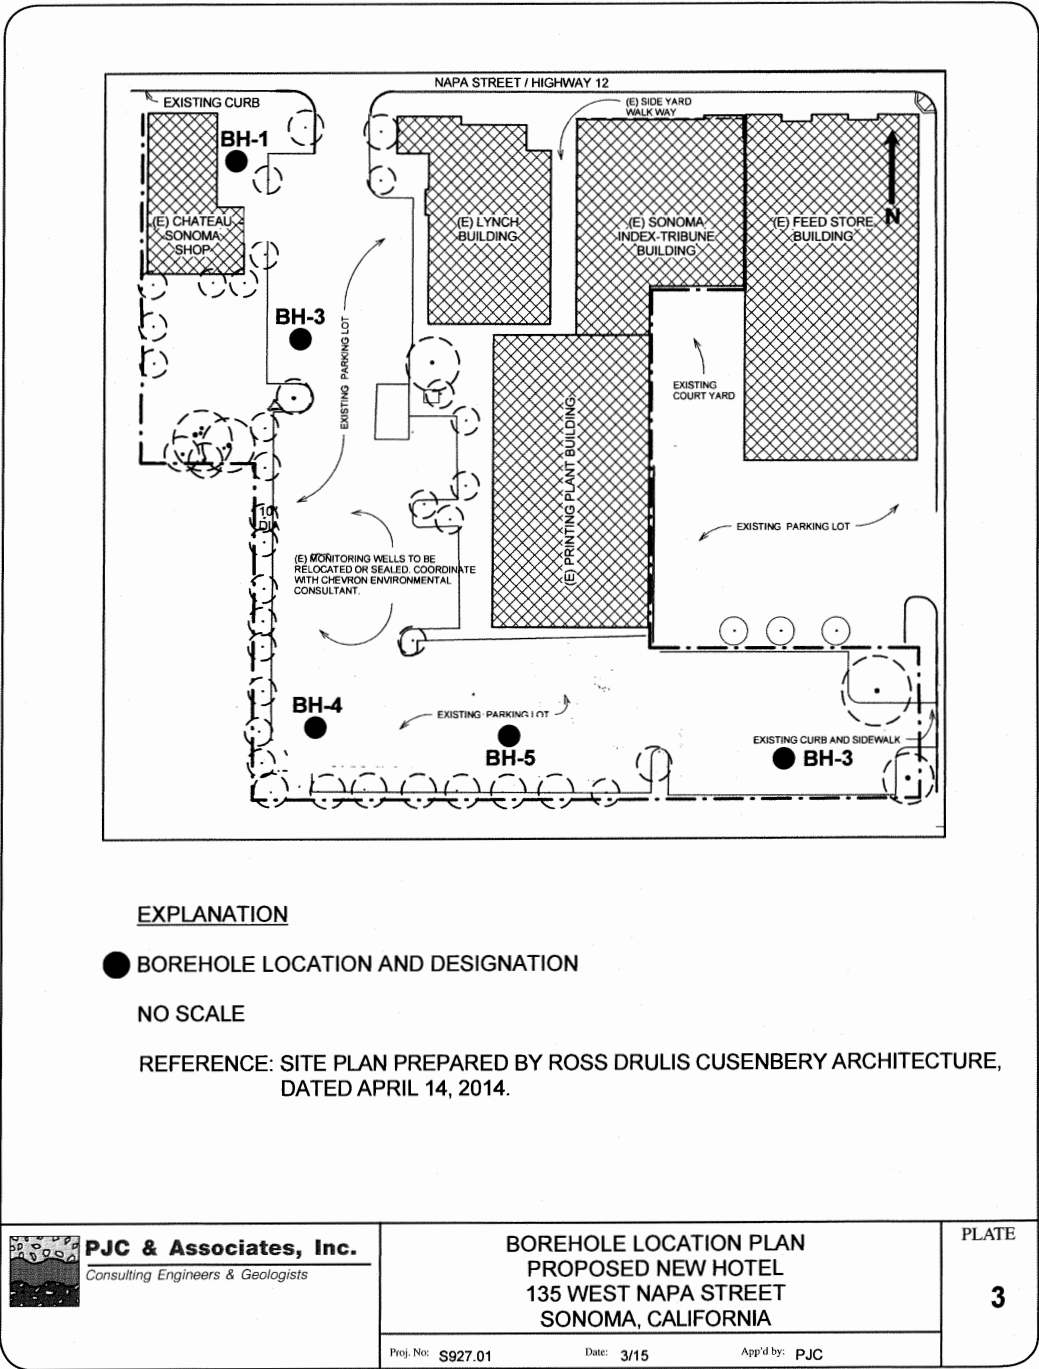 NAPA STREET / HIGHWAY 12
EXISTING CURB
(E) SIDE YARD
WALK WAY
BH-1
N
(E) CHATEAU
SONOMA
SHOP
(E) LYNCH
BUILDING
(E) SONOMA
INDEX-TRIBUNE
BUILDING
(E) FEED STORE
BUILDING
BH-3
EXISTING PARKING LOT
EXISTING
COURT YARD
(E) PRINTING PLANT BUILDING
10"
DIA
EXISTING PARKING LOT
(E) MONITORING WELLS TO BE
RELOCATED OR SEALED. COORDINATE
WITH CHEVRON ENVIRONMENTAL
CONSULTANT.
BH-4
EXISTING PARKING LOT
BH-5
EXISTING CURB AND SIDEWALK
BH-3
EXPLANATION
BOREHOLE LOCATION AND DESIGNATION
NO SCALE
REFERENCE: SITE PLAN PREPARED BY ROSS DRULIS CUSENBERY ARCHITECTURE,
DATED APRIL 14, 2014.
PJC & Associates, Inc.
Consulting Engineers & Geologists
BOREHOLE LOCATION PLAN
PROPOSED NEW HOTEL
135 WEST NAPA STREET
SONOMA, CALIFORNIA
PLATE
3
Proj. No: S927.01
Date: 3/15
App'd by: PJC